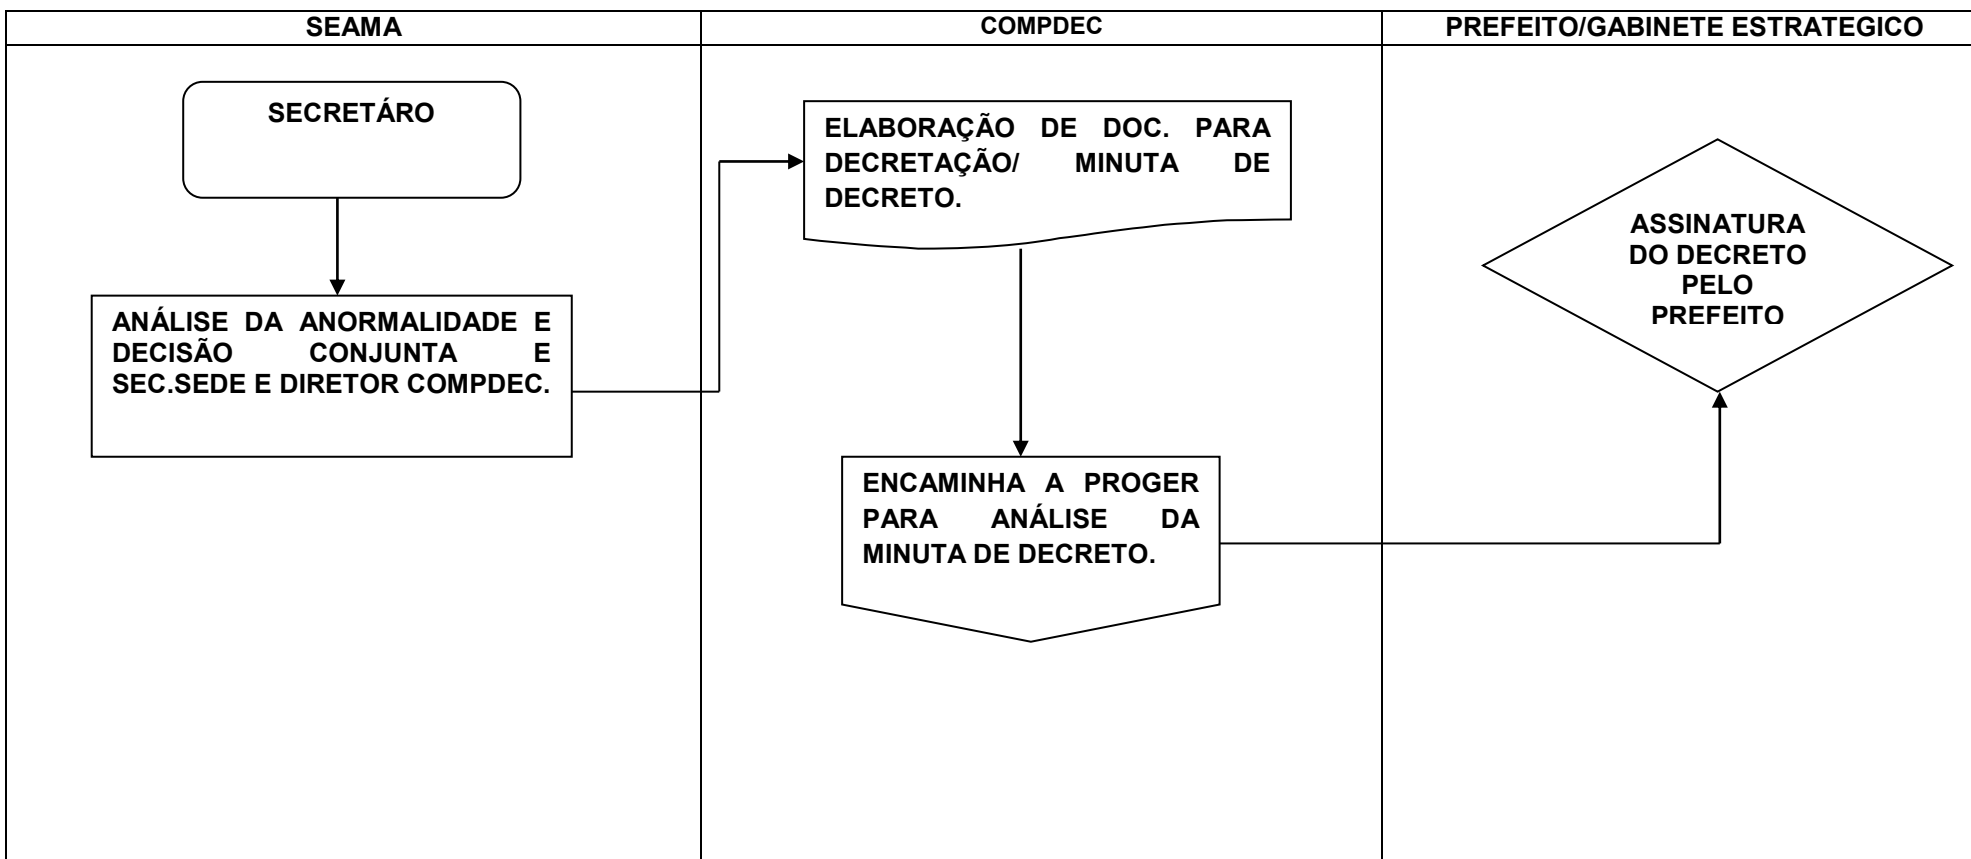 SEAMA
COMPDEC
PREFEITO/GABINETE ESTRATEGICO
SECRETÁRO
ANÁLISE DA ANORMALIDADE E
DECISÃO CONJUNTA E
SEC.SEDE E DIRETOR COMPDEC.
ELABORAÇÃO DE DOC. PARA
DECRETAÇÃO/ MINUTA DE
DECRETO.
ENCAMINHA A PROGER
PARA ANÁLISE DA
MINUTA DE DECRETO.
ASSINATURA
DO DECRETO
PELO
PREFEITO